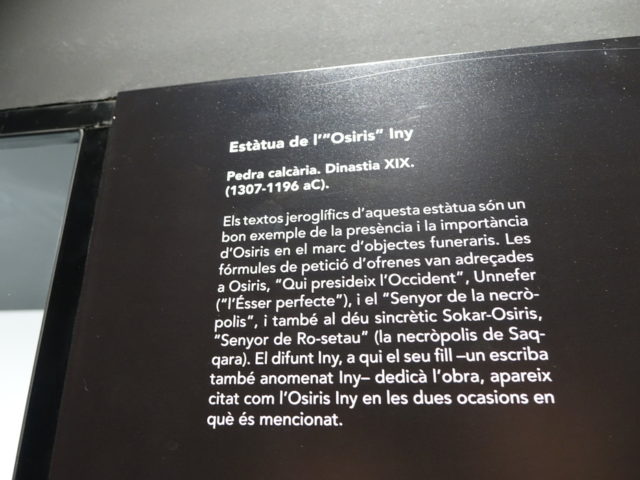 Estàtua de l'"Osiris" Iny
Pedra calcària. Dinastia XIX.
(1307-1196 aC).
Els textos jeroglífics d'aquesta estàtua són un
bon exemple de la presència i la importància
d'Osiris en el marc d'objectes funeraris. Les
fórmules de petició d'ofrenes van adreçades
a Osiris, "Qui presideix l'Occident", Unnefer
("l'Ésser perfecte"), i el "Senyor de la necrò-
polis", i també al déu sincrètic Sokar-Osiris,
"Senyor de Ro-setau" (la necròpolis de Saq-
qara). El difunt Iny, a qui el seu fill –un escriba
també anomenat Iny– dedicà l'obra, apareix
citat com l'Osiris Iny en les dues ocasions en
què és mencionat.